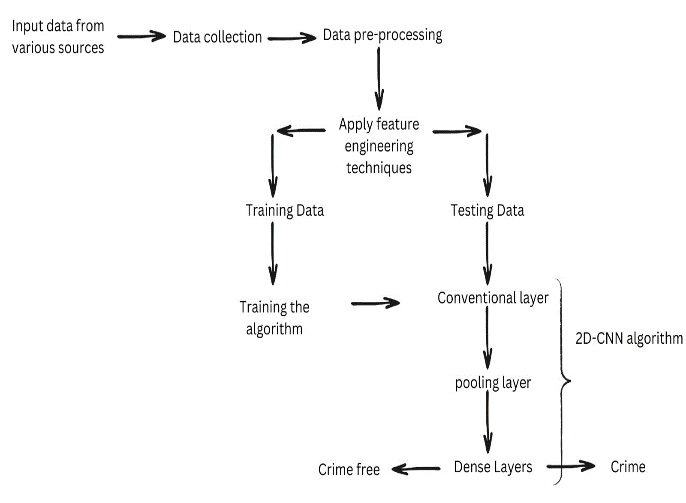 Input data from
various sources
Data collection
Data pre-processing
Apply feature
engineering
techniques
Training Data
Testing Data
Training the
algorithm
Conventional layer
2D-CNN algorithm
pooling layer
Crime free
Dense Layers
Crime